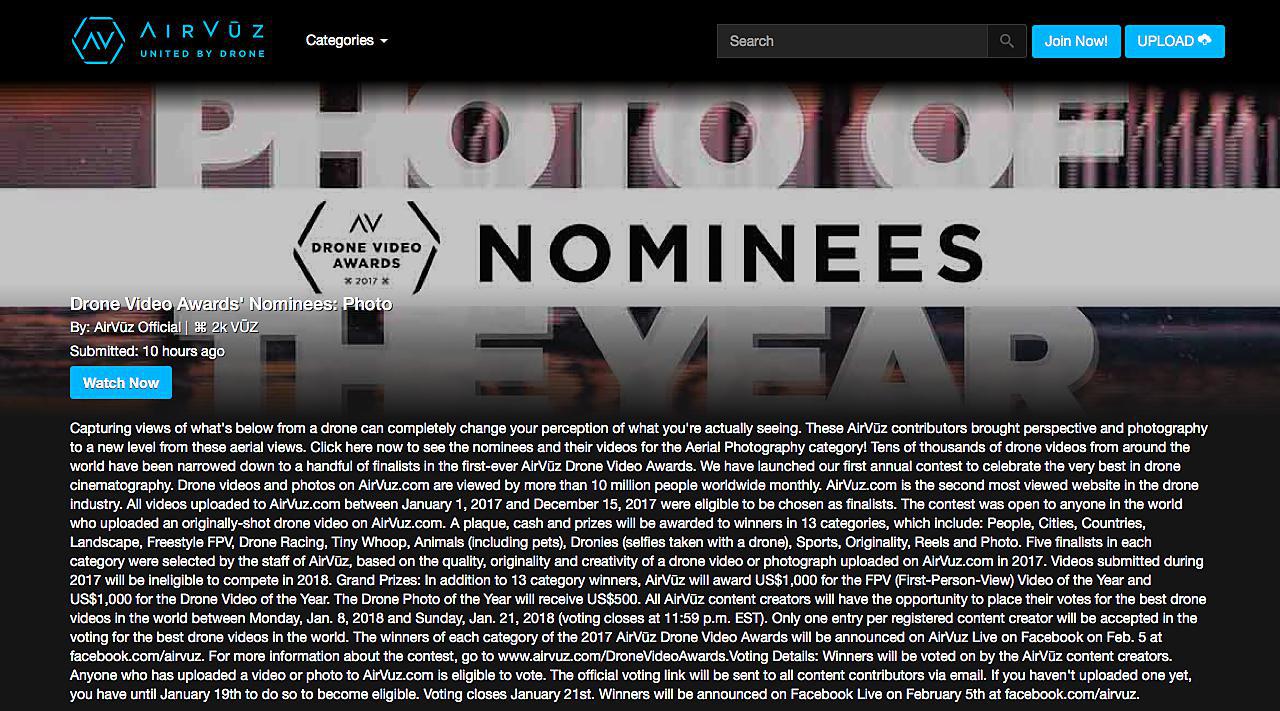 AIRVŪZ
UNITED BY DRONE
Categories
Search
Join Now!
UPLOAD
PHOTO OF
AV
DRONE VIDEO
AWARDS
⌘ 2017 ⌘
NOMINEES
THE YEAR
Drone Video Awards' Nominees: Photo
By: AirVūz Official | ⌘ 2k VŪZ
Submitted: 10 hours ago
Watch Now
Capturing views of what's below from a drone can completely change your perception of what you're actually seeing. These AirVūz contributors brought perspective and photography
to a new level from these aerial views. Click here now to see the nominees and their videos for the Aerial Photography category! Tens of thousands of drone videos from around the
world have been narrowed down to a handful of finalists in the first-ever AirVūz Drone Video Awards. We have launched our first annual contest to celebrate the very best in drone
cinematography. Drone videos and photos on AirVuz.com are viewed by more than 10 million people worldwide monthly. AirVuz.com is the second most viewed website in the drone
industry. All videos uploaded to AirVuz.com between January 1, 2017 and December 15, 2017 were eligible to be chosen as finalists. The contest was open to anyone in the world
who uploaded an originally-shot drone video on AirVuz.com. A plaque, cash and prizes will be awarded to winners in 13 categories, which include: People, Cities, Countries,
Landscape, Freestyle FPV, Drone Racing, Tiny Whoop, Animals (including pets), Dronies (selfies taken with a drone), Sports, Originality, Reels and Photo. Five finalists in each
category were selected by the staff of AirVūz, based on the quality, originality and creativity of a drone video or photograph uploaded on AirVuz.com in 2017. Videos submitted during
2017 will be ineligible to compete in 2018. Grand Prizes: In addition to 13 category winners, AirVūz will award US$1,000 for the FPV (First-Person-View) Video of the Year and
US$1,000 for the Drone Video of the Year. The Drone Photo of the Year will receive US$500. All AirVūz content creators will have the opportunity to place their votes for the best drone
videos in the world between Monday, Jan. 8, 2018 and Sunday, Jan. 21, 2018 (voting closes at 11:59 p.m. EST). Only one entry per registered content creator will be accepted in the
voting for the best drone videos in the world. The winners of each category of the 2017 AirVūz Drone Video Awards will be announced on AirVuz Live on Facebook on Feb. 5 at
facebook.com/airvuz. For more information about the contest, go to www.airvuz.com/DroneVideoAwards.Voting Details: Winners will be voted on by the AirVūz content creators.
Anyone who has uploaded a video or photo to AirVuz.com is eligible to vote. The official voting link will be sent to all content contributors via email. If you haven't uploaded one yet,
you have until January 19th to do so to become eligible. Voting closes January 21st. Winners will be announced on Facebook Live on February 5th at facebook.com/airvuz.